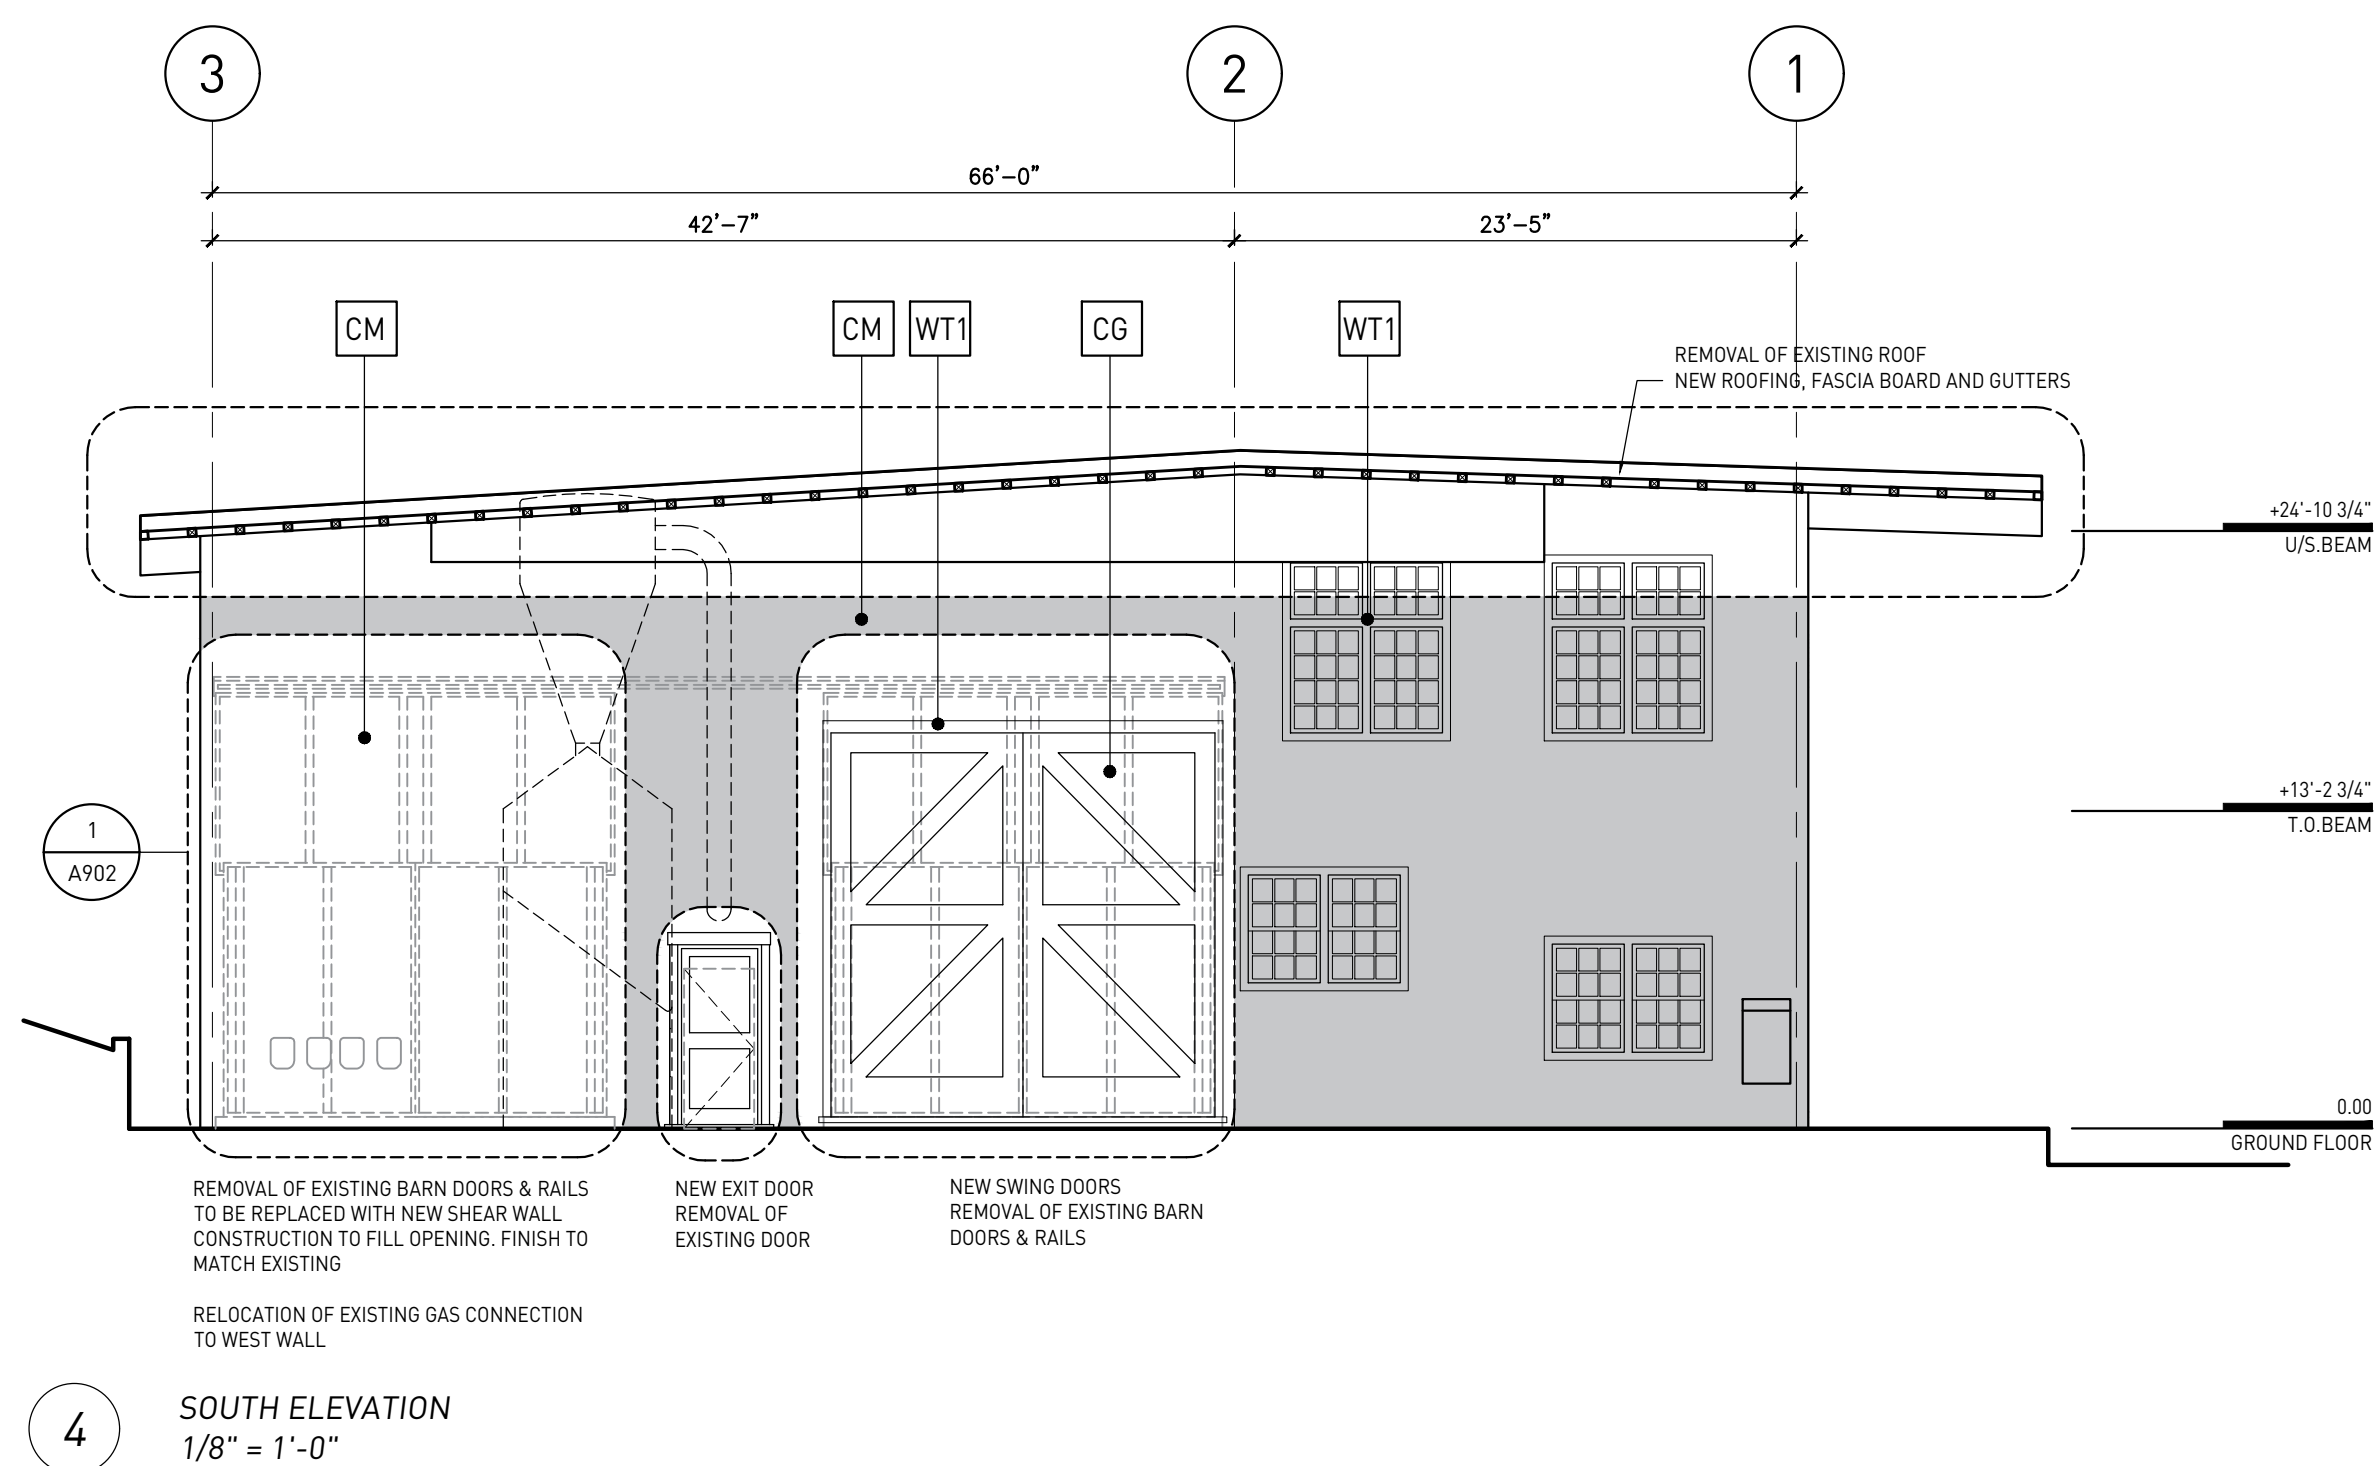 3
2
1
66'-0"
42'-7"
23'-5"
CM
CM
WT1
CG
WT1
REMOVAL OF EXISTING ROOF
NEW ROOFING, FASCIA BOARD AND GUTTERS
+24'-10 3/4"
U/S.BEAM
+13'-2 3/4"
T.O.BEAM
1
A902
0.00
GROUND FLOOR
REMOVAL OF EXISTING BARN DOORS & RAILS
TO BE REPLACED WITH NEW SHEAR WALL
CONSTRUCTION TO FILL OPENING. FINISH TO
MATCH EXISTING
RELOCATION OF EXISTING GAS CONNECTION
TO WEST WALL
NEW EXIT DOOR
REMOVAL OF
EXISTING DOOR
NEW SWING DOORS
REMOVAL OF EXISTING BARN
DOORS & RAILS
4
SOUTH ELEVATION
1/8" = 1'-0"